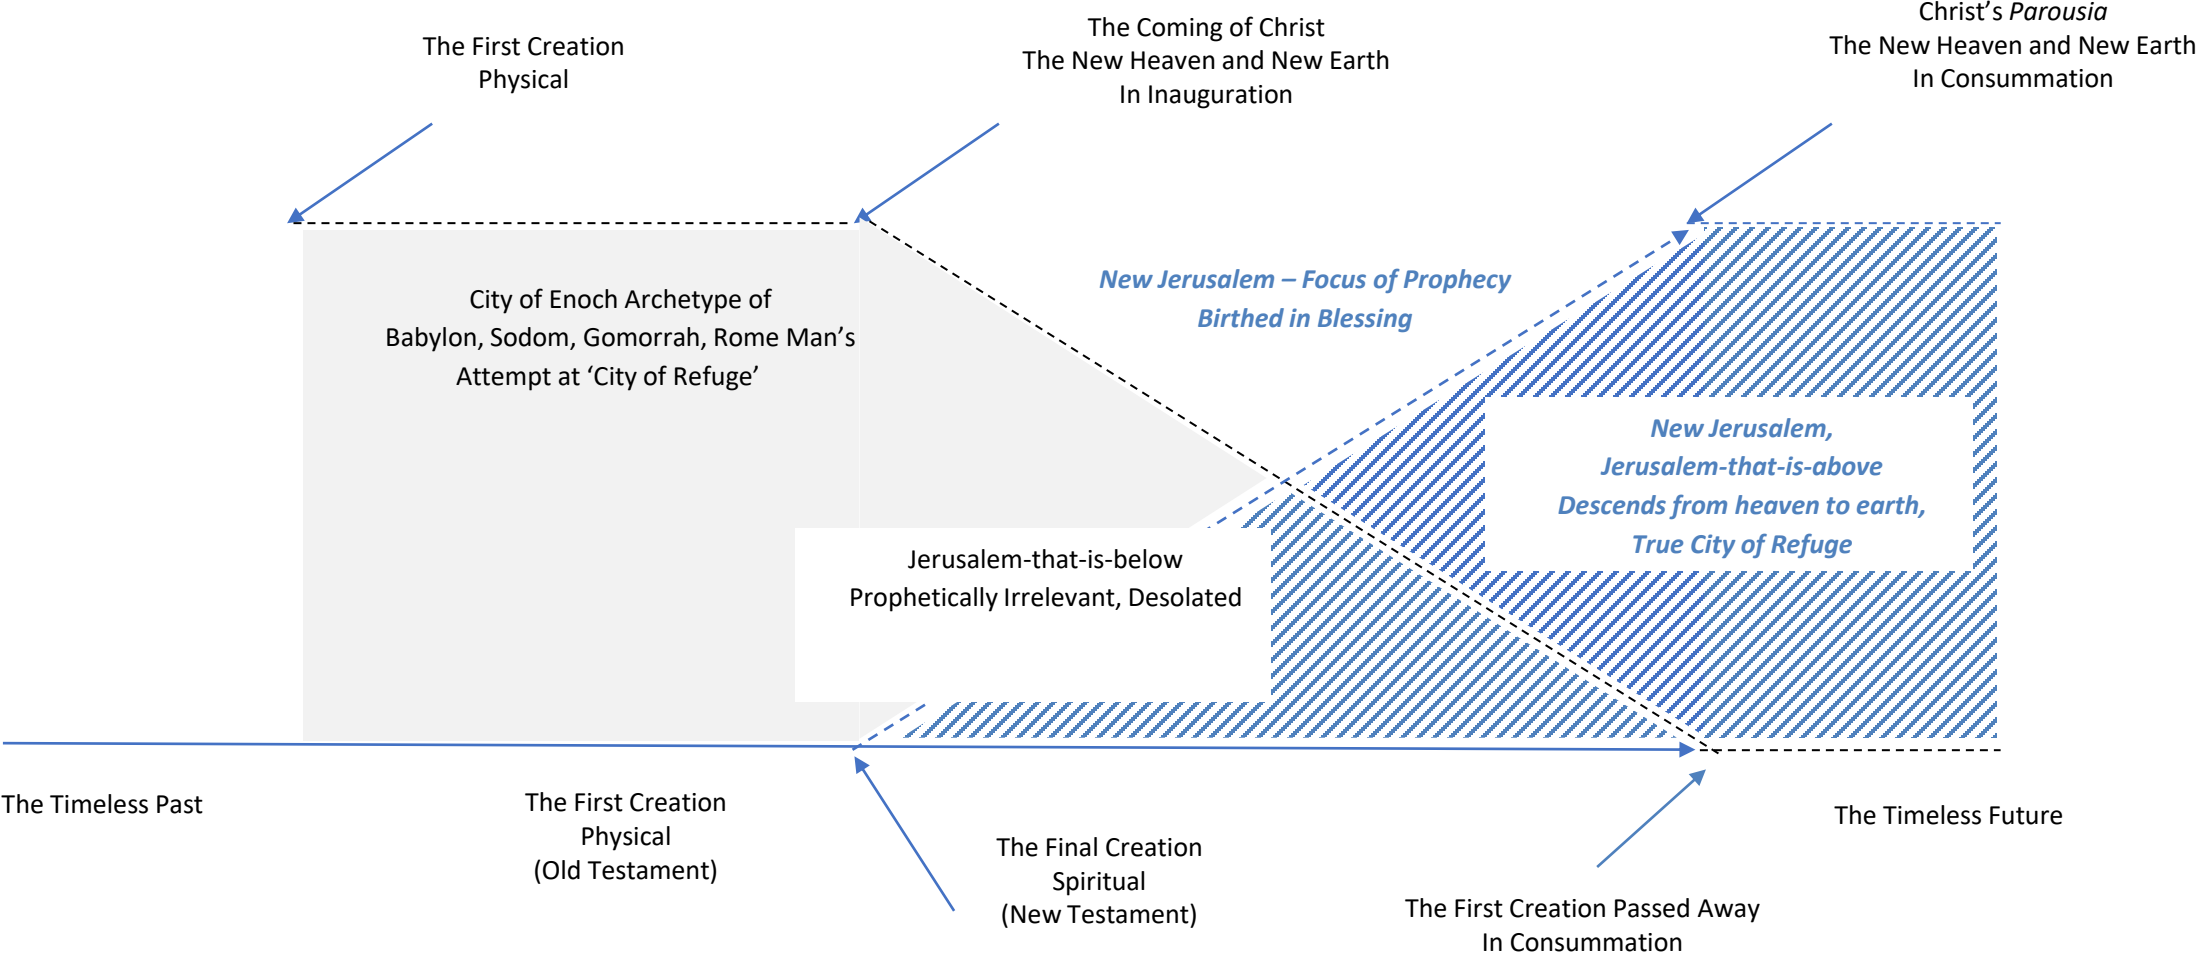 The First Creation
Physical
The Coming of Christ
The New Heaven and New Earth
In Inauguration
Christ’s Parousia
The New Heaven and New Earth
In Consummation
City of Enoch Archetype of
Babylon, Sodom, Gomorrah, Rome Man’s
Attempt at ‘City of Refuge’
New Jerusalem – Focus of Prophecy
Birthed in Blessing
New Jerusalem,
Jerusalem-that-is-above
Descends from heaven to earth,
True City of Refuge
Jerusalem-that-is-below
Prophetically Irrelevant, Desolated
The Timeless Past
The First Creation
Physical
(Old Testament)
The Final Creation
Spiritual
(New Testament)
The First Creation Passed Away
In Consummation
The Timeless Future